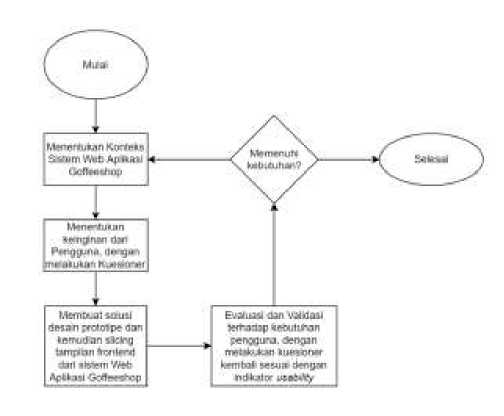 Mulai
Menentukan Konteks
Sistem Web Aplikasi
Goffeeshop
Menentukan
keinginan dari
Pengguna, dengan
melakukan Kuesioner
Membuat solusi
desain prototipe dan
kemudian slicing
tampilan frontend
dari sistem Web
Aplikasi Goffeeshop
Evaluasi dan Validasi
terhadap kebutuhan
pengguna, dengan
melakukan kuesioner
kembali sesuai dengan
indikator usability
Memenuhi
kebutuhan?
Selesai